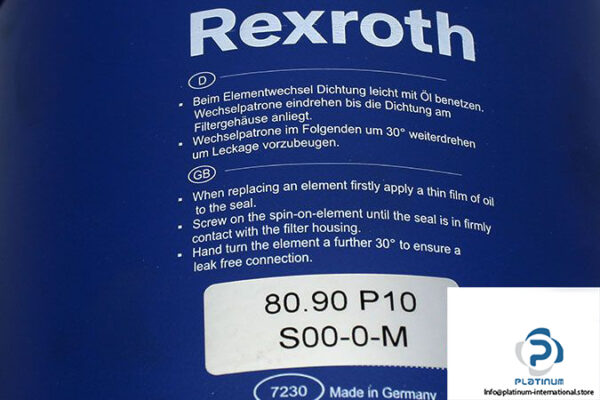 Rexroth
D
Beim Elementwechsel Dichtung leicht mit Öl benetzen.
Wechselpatrone eindrehen bis die Dichtung am
Filtergehäuse anliegt.
Wechselpatrone im Folgenden um 30° weiterdrehen
um Leckage vorzubeugen.
GB
When replacing an element firstly apply a thin film of oil
to the seal.
Screw on the spin-on-element until the seal is in firmly
contact with the filter housing.
Hand turn the element a further 30° to ensure a
leak free connection.
80.90 P10
S00-0-M
7230 Made in Germany
PLATINUM
Info@platinum-international.store